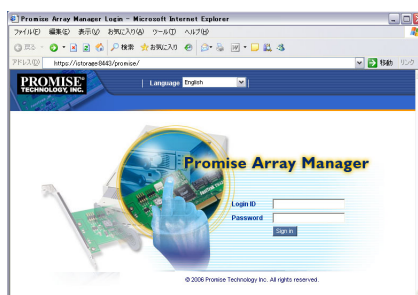 Promise Array Manager Login - Microsoft Internet Explorer
ファイル(F) 編集(E) 表示(V) お気に入り(A) ツール(T) ヘルプ(H)
戻る 検索 お気に入り
アドレス(D) https://istorage:8443/promise/ 移動 リンク
PROMISE®
TECHNOLOGY, INC.
Language English
Promise Array Manager
Login ID
Password
Sign in
© 2006 Promise Technology Inc. All rights reserved.